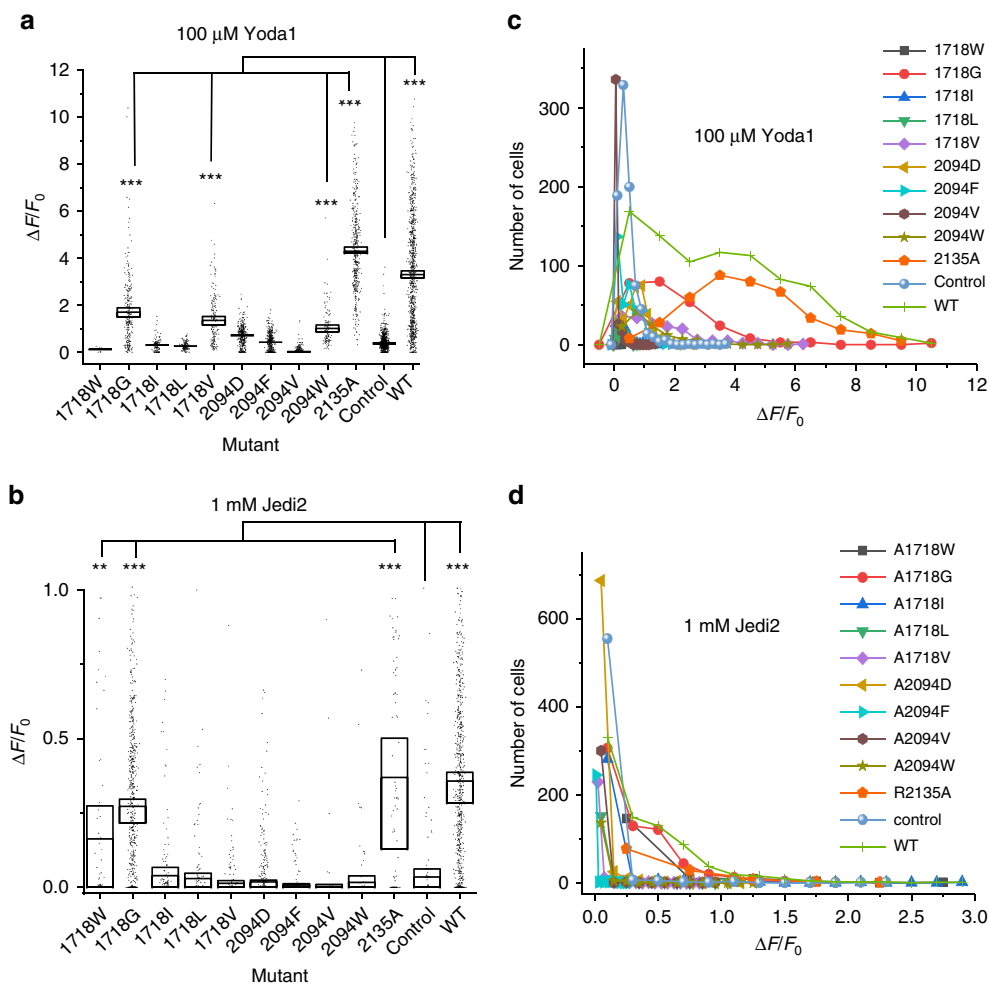 a
100 μM Yoda1
12
10
8
6
4
2
0
ΔF/F0
***
***
***
***
***
1718W
1718G
1718I
1718L
1718V
2094D
2094F
2094V
2094W
2135A
Control
WT
Mutant
c
100 μM Yoda1
Number of cells
300
200
100
0
0 2 4 6 8 10 12
ΔF/F0
1718W
1718G
1718I
1718L
1718V
2094D
2094F
2094V
2094W
2135A
Control
WT
b
1 mM Jedi2
** *** *** ***
1.0
0.5
0.0
ΔF/F0
1718W
1718G
1718I
1718L
1718V
2094D
2094F
2094V
2094W
2135A
Control
WT
Mutant
d
1 mM Jedi2
Number of cells
600
400
200
0
0.0 0.5 1.0 1.5 2.0 2.5 3.0
ΔF/F0
A1718W
A1718G
A1718I
A1718L
A1718V
A2094D
A2094F
A2094V
A2094W
R2135A
control
WT